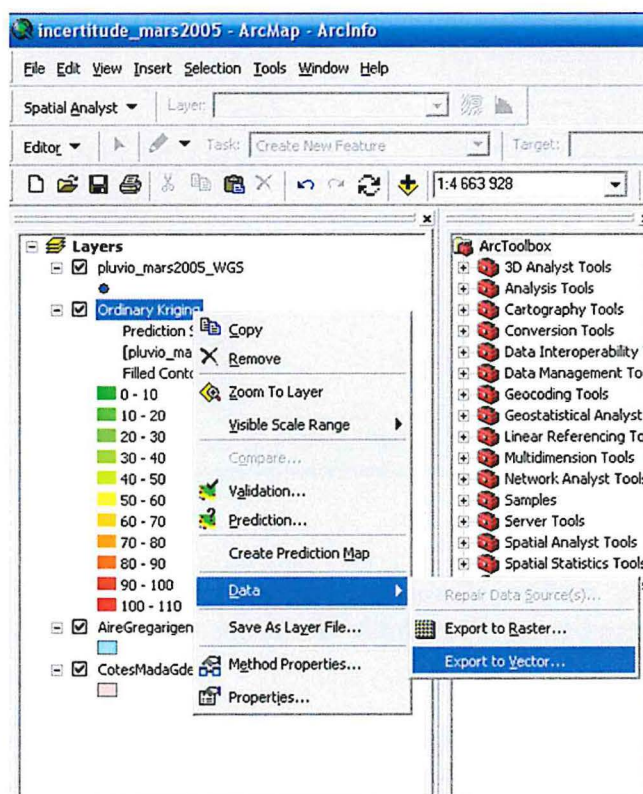 incertitude_mars2005 - ArcMap - ArcInfo
File Edit View Insert Selection Tools Window Help
Spatial Analyst Layer:
Editor Task: Create New Feature Target:
1:4 663 928
Layers
pluvio_mars2005_WGS
Ordinary Kriging
Prediction S
[pluvio_ma
Filled Conto
0 - 10
10 - 20
20 - 30
30 - 40
40 - 50
50 - 60
60 - 70
70 - 80
80 - 90
90 - 100
100 - 110
AireGregarigen
CotesMadaGde
Copy
Remove
Zoom To Layer
Visible Scale Range
Compare...
Validation...
Prediction...
Create Prediction Map
Data
Save As Layer File...
Method Properties...
Properties...
Repair Data Source(s)...
Export to Raster...
Export to Vector...
ArcToolbox
3D Analyst Tools
Analysis Tools
Cartography Tools
Conversion Tools
Data Interoperability
Data Management To
Geocoding Tools
Geostatistical Analyst
Linear Referencing To
Multidimension Tools
Network Analyst Tools
Samples
Server Tools
Spatial Analyst Tools
Spatial Statistics Tools